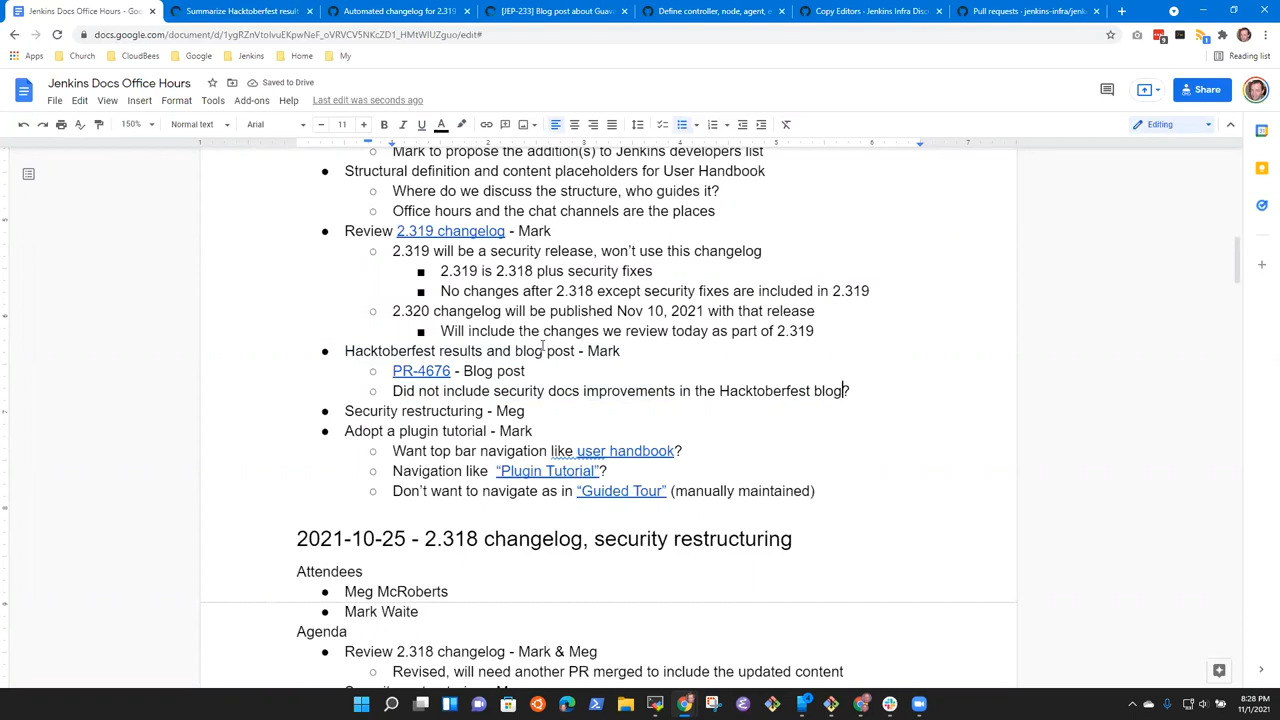 Jenkins Docs Office Hours - Goo
Summarize Hacktoberfest result
Automated changelog for 2.319
[JEP-233] Blog post about Guav
Define controller, node, agent,
Copy Editors - Jenkins Infra Disc
Pull requests · jenkins-infra/jenk
docs.google.com/document/d/1ygRZnVtoIvuEKpwNeF_oVRVCV5NKcZD1_HMtWIUZguo/edit#
Apps
Church
CloudBees
Google
Jenkins
Home
My
Reading list
Jenkins Docs Office Hours
Saved to Drive
File Edit View Insert Format Tools Add-ons Help Last edit was seconds ago
Share
150% Normal text Arial 11 Editing
Mark to propose the addition(s) to Jenkins developers list
● Structural definition and content placeholders for User Handbook
○ Where do we discuss the structure, who guides it?
○ Office hours and the chat channels are the places
● Review 2.319 changelog - Mark
○ 2.319 will be a security release, won't use this changelog
■ 2.319 is 2.318 plus security fixes
■ No changes after 2.318 except security fixes are included in 2.319
○ 2.320 changelog will be published Nov 10, 2021 with that release
■ Will include the changes we review today as part of 2.319
● Hacktoberfest results and blog post - Mark
○ PR-4676 - Blog post
○ Did not include security docs improvements in the Hacktoberfest blog?
● Security restructuring - Meg
● Adopt a plugin tutorial - Mark
○ Want top bar navigation like user handbook?
○ Navigation like “Plugin Tutorial”?
○ Don't want to navigate as in “Guided Tour” (manually maintained)
2021-10-25 - 2.318 changelog, security restructuring
Attendees
● Meg McRoberts
● Mark Waite
Agenda
● Review 2.318 changelog - Mark & Meg
○ Revised, will need another PR merged to include the updated content
8:28 PM
11/1/2021